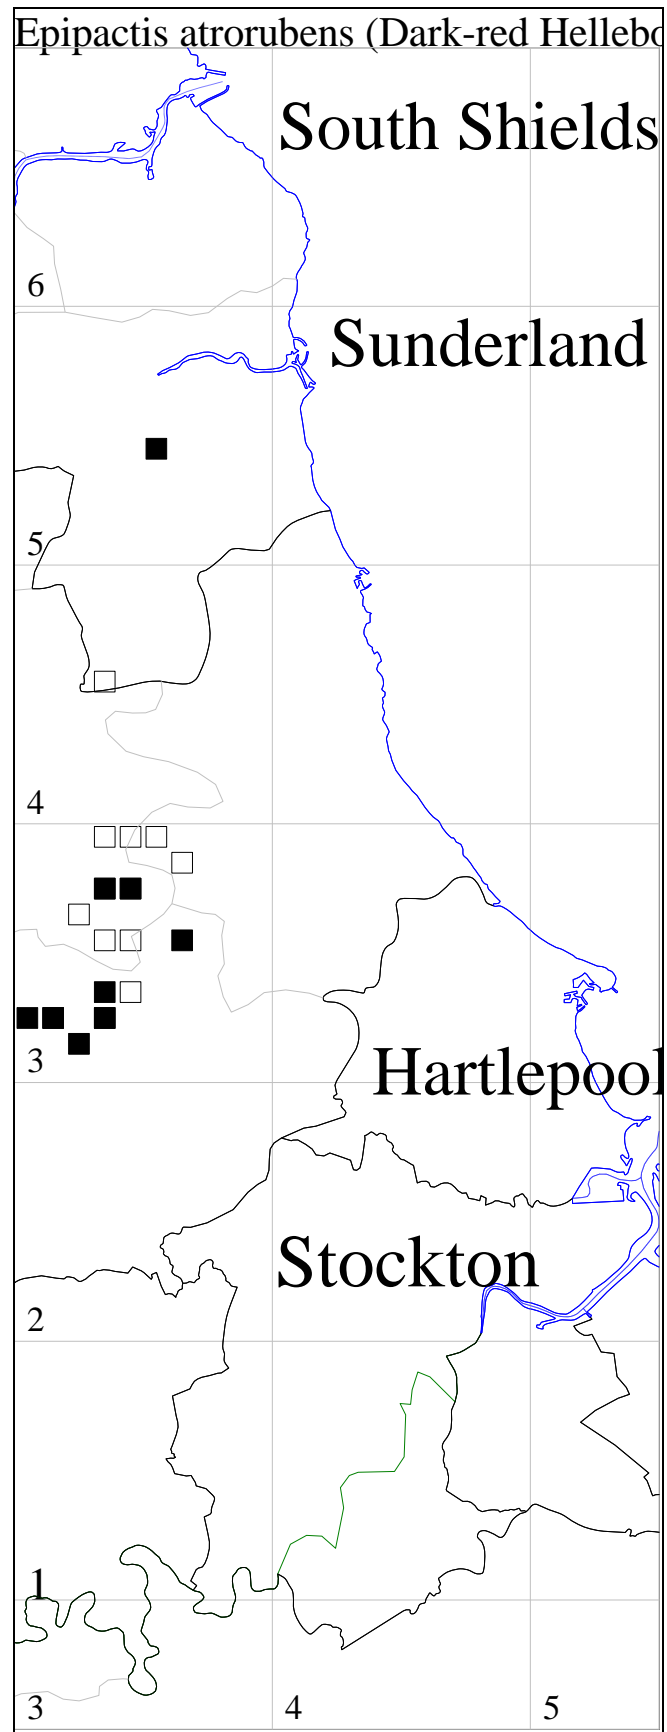 Epipactis atrorubens (Dark-red Hellebo
South Shields
6
Sunderland
5
4
3
Hartlepool
Stockton
2
1
3 4 5